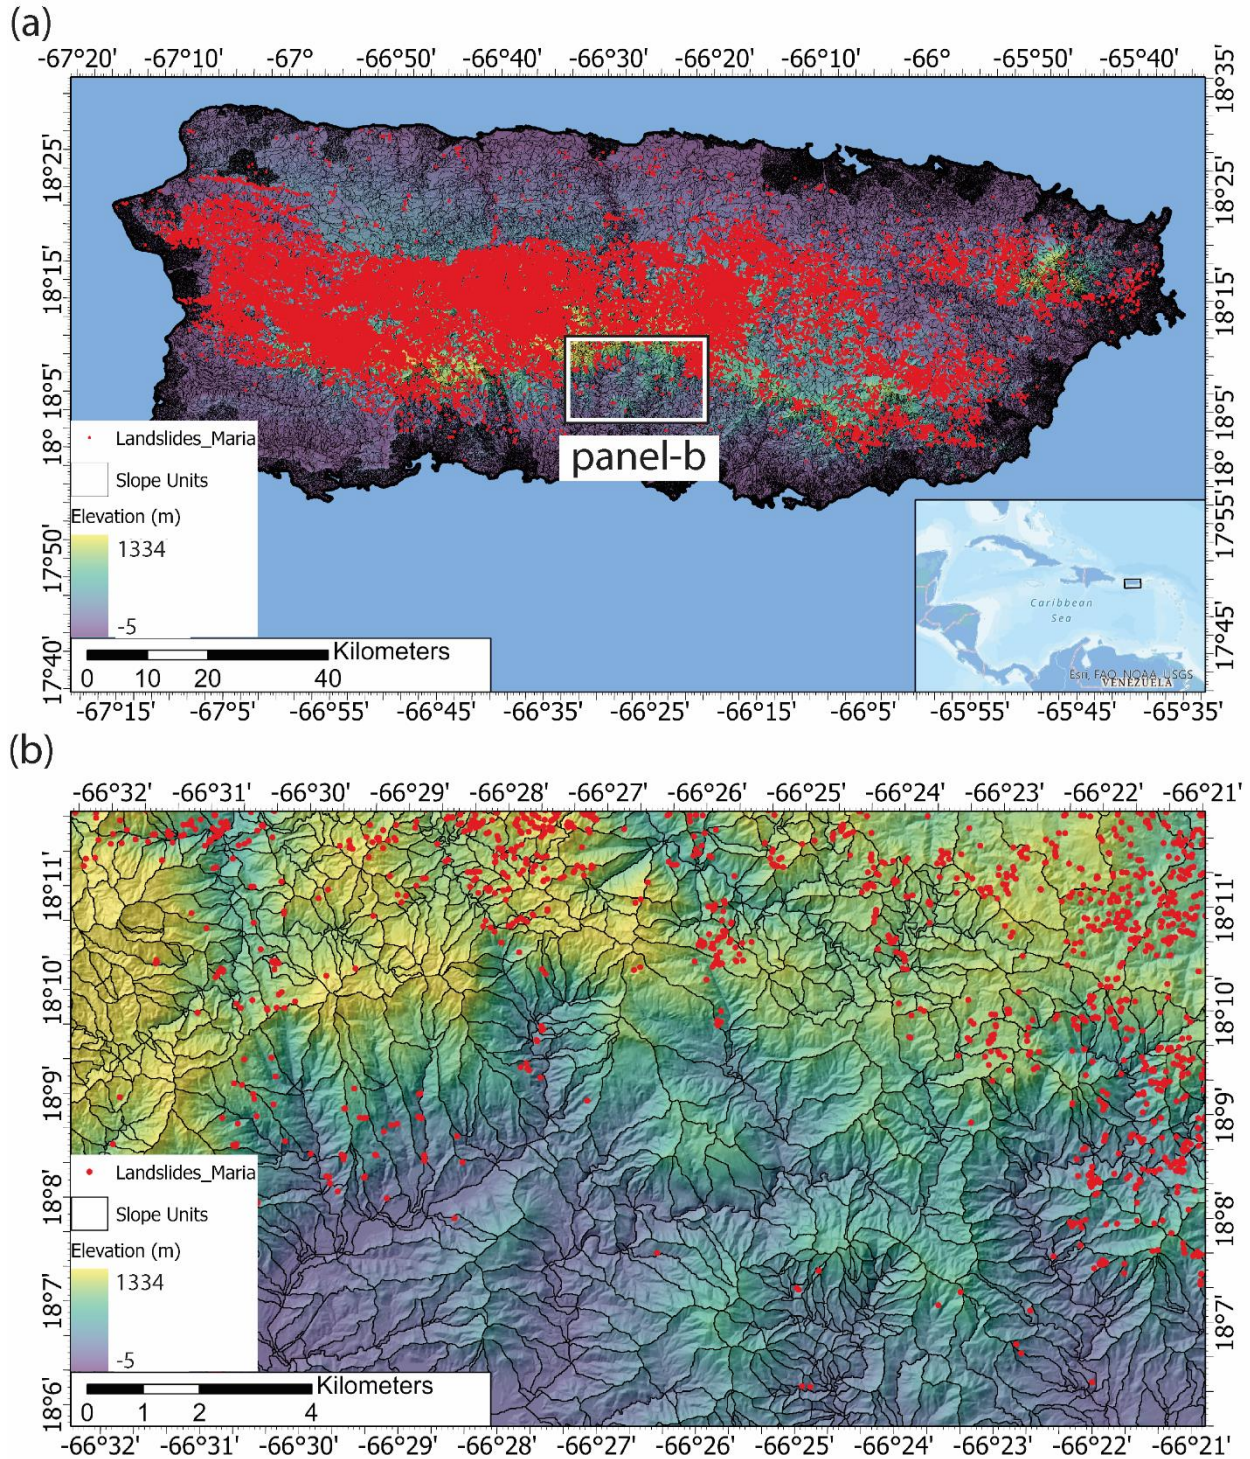 (a)
-67°20' -67°10' -67° -66°50' -66°40' -66°30' -66°20' -66°10' -66° -65°50' -65°40'
18°35'
18°25'
18°25'
18°15'
18°15'
18°5'
18°5'
18°
18°
17°55'
17°50'
17°45'
17°40'
panel-b
Landslides_Maria
Slope Units
Elevation (m)
1334
-5
Kilometers
0 10 20 40
Caribbean
Sea
Esri, FAO, NOAA, USGS
VENEZUELA
-67°15' -67°5' -66°55' -66°45' -66°35' -66°25' -66°15' -66°5' -65°55' -65°45' -65°35'
(b)
-66°32' -66°31' -66°30' -66°29' -66°28' -66°27' -66°26' -66°25' -66°24' -66°23' -66°22' -66°21'
18°11'
18°11'
18°10'
18°10'
18°9'
18°9'
18°8'
18°8'
18°7'
18°7'
18°6'
Landslides_Maria
Slope Units
Elevation (m)
1334
-5
Kilometers
0 1 2 4
-66°32' -66°31' -66°30' -66°29' -66°28' -66°27' -66°26' -66°25' -66°24' -66°23' -66°22' -66°21'